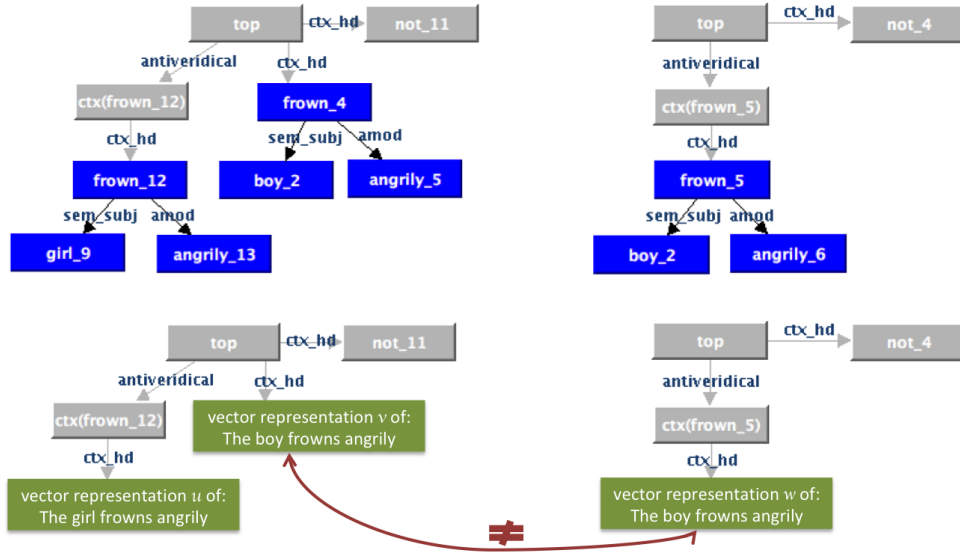 top
ctx_hd
not_11
antiveridical
ctx_hd
ctx(frown_12)
frown_4
ctx_hd
sem_subj
amod
frown_12
boy_2
angrily_5
sem_subj
amod
girl_9
angrily_13
top
ctx_hd
not_4
antiveridical
ctx(frown_5)
ctx_hd
frown_5
sem_subj
amod
boy_2
angrily_6
top
ctx_hd
not_11
antiveridical
ctx_hd
ctx(frown_12)
vector representation v of:
The boy frowns angrily
ctx_hd
vector representation u of:
The girl frowns angrily
top
ctx_hd
not_4
antiveridical
ctx(frown_5)
ctx_hd
vector representation w of:
The boy frowns angrily
≠